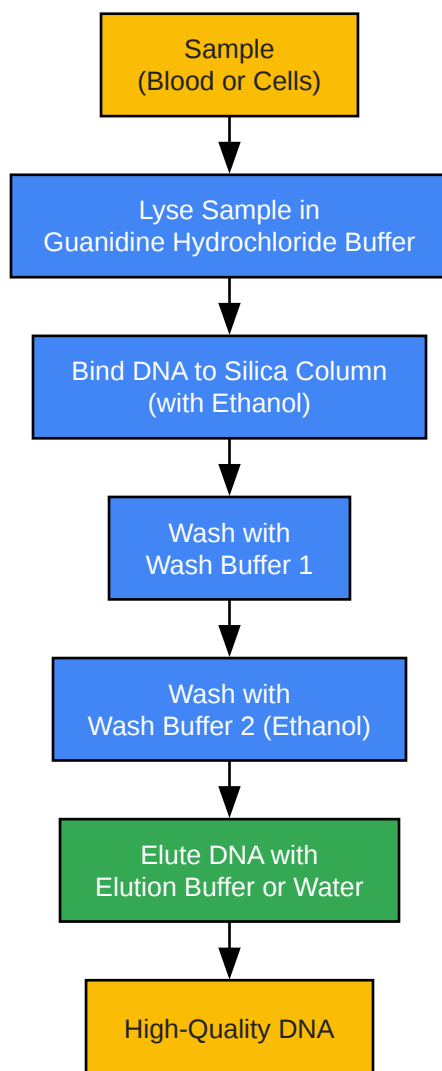 Sample
(Blood or Cells)
Lyse Sample in
Guanidine Hydrochloride Buffer
Bind DNA to Silica Column
(with Ethanol)
Wash with
Wash Buffer 1
Wash with
Wash Buffer 2 (Ethanol)
Elute DNA with
Elution Buffer or Water
High-Quality DNA